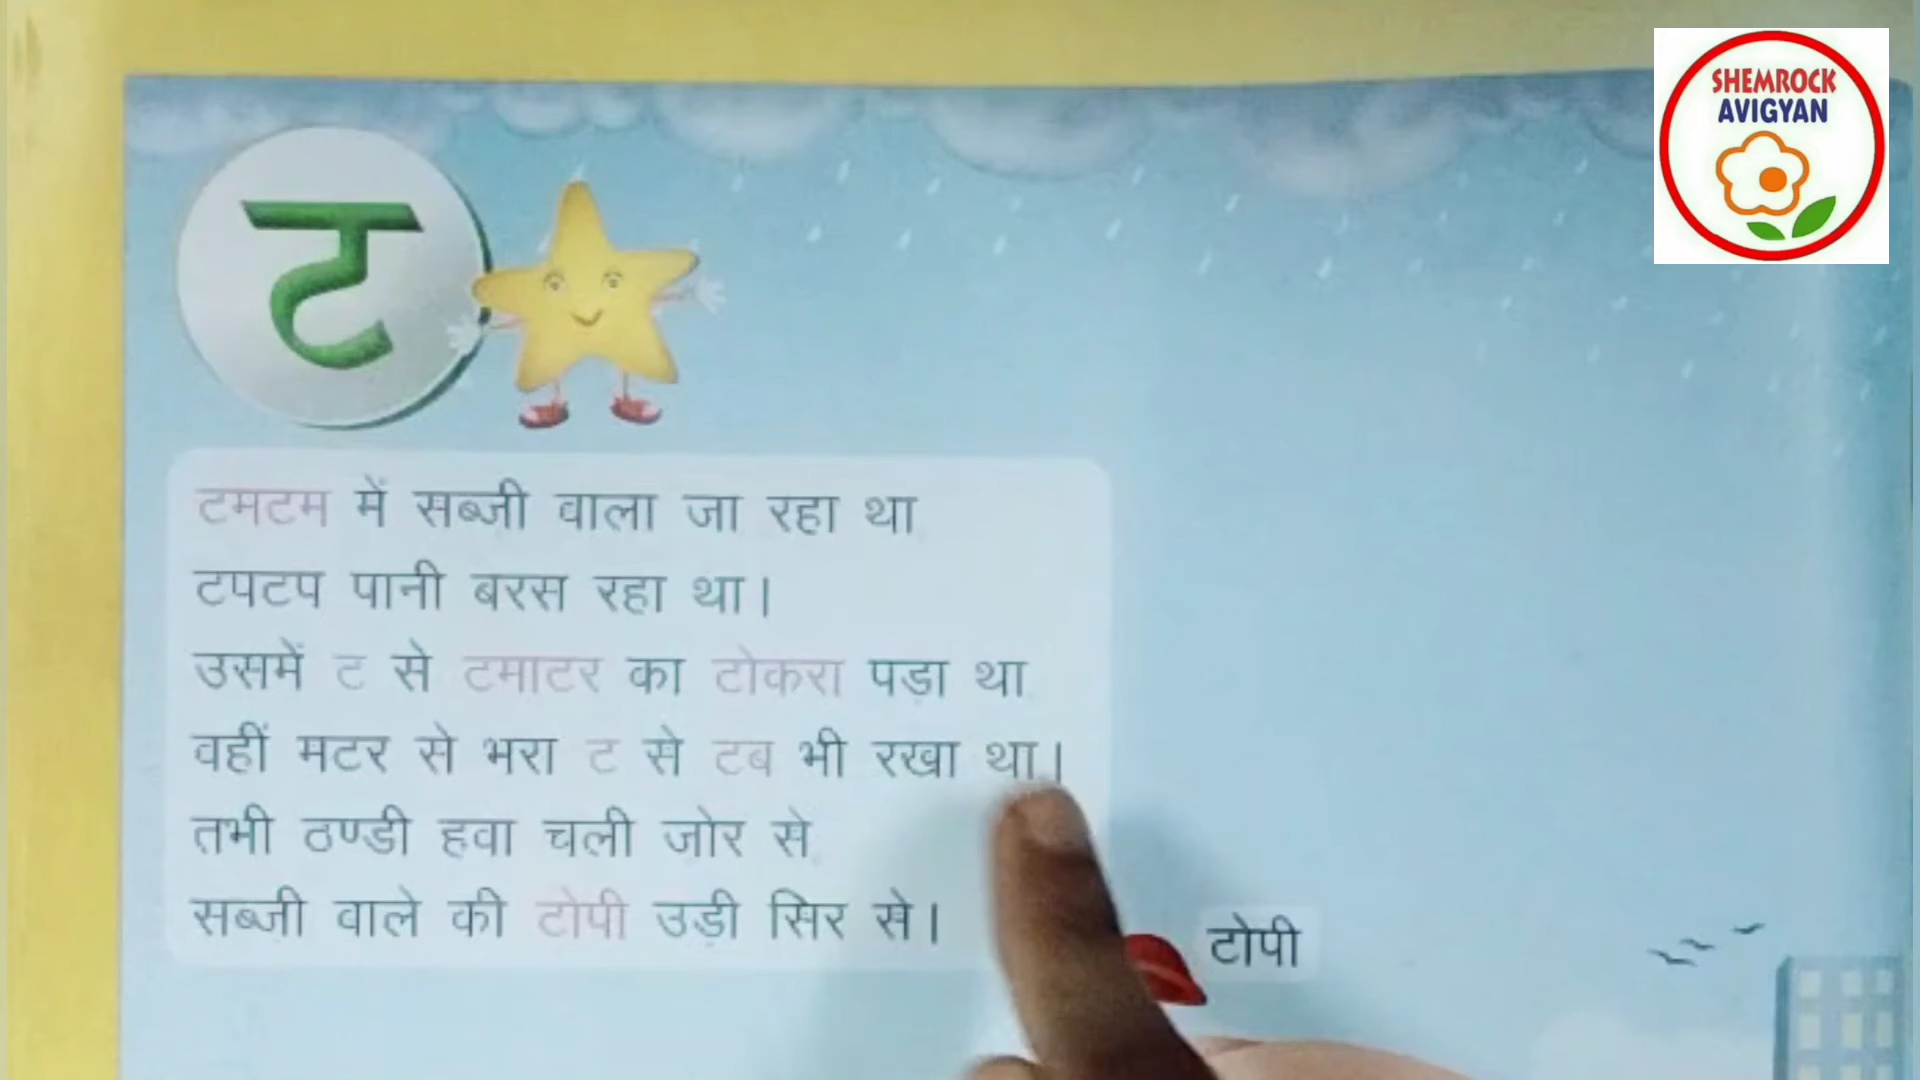 SHEMROCK
AVIGYAN
ट
टमटम में सब्जी वाला जा रहा था
टपटप पानी बरस रहा था।
उसमें ट से टमाटर का टोकरा पड़ा था
वहीं मटर से भरा ट से टब भी रखा था।
तभी ठण्डी हवा चली जोर से
सब्जी वाले की टोपी उड़ी सिर से।
टोपी